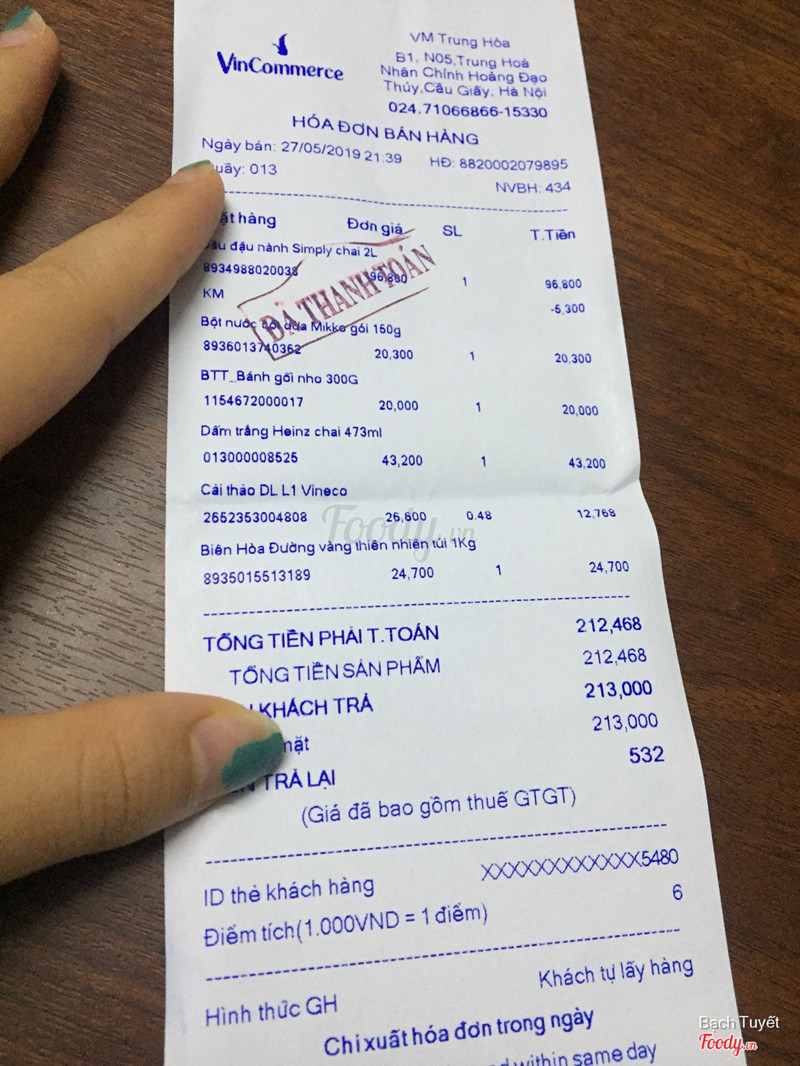 VinCommerce
VM Trung Hòa
B1, N05,Trung Hoà
Nhân Chính Hoàng Đạo
Thúy,Cầu Giấy, Hà Nội
024.71066866-15330
HÓA ĐƠN BÁN HÀNG
Ngày bán: 27/05/2019 21:39 HĐ: 8820002079895
Quầy: 013 NVBH: 434
hàng Đơn giá SL T.Tiền
đậu nành Simply chai 2L
8934988020038 96,800 1 96,800
KM -5,300
ĐÃ THANH TOÁN
Bột nước cốt dừa Mikko gói 150g
8936013740362 20,300 1 20,300
BTT_Bánh gối nho 300G
1154672000017 20,000 1 20,000
Dấm trắng Heinz chai 473ml
013000008525 43,200 1 43,200
Cải thảo DL L1 Vineco
2652353004808 26,600 0.48 12,768
Biên Hòa Đường vàng thiên nhiên túi 1Kg
8935015513189 24,700 1 24,700
TỔNG TIỀN PHẢI T.TOÁN 212,468
TỔNG TIỀN SẢN PHẨM 212,468
KHÁCH TRẢ 213,000
mặt 213,000
TRẢ LẠI 532
(Giá đã bao gồm thuế GTGT)
ID thẻ khách hàng XXXXXXXXXXXX5480
Điểm tích(1.000VND = 1 điểm) 6
Hình thức GH Khách tự lấy hàng
Chỉ xuất hóa đơn trong ngày
within same day
Foody.vn
Bạch Tuyết
Foody.vn